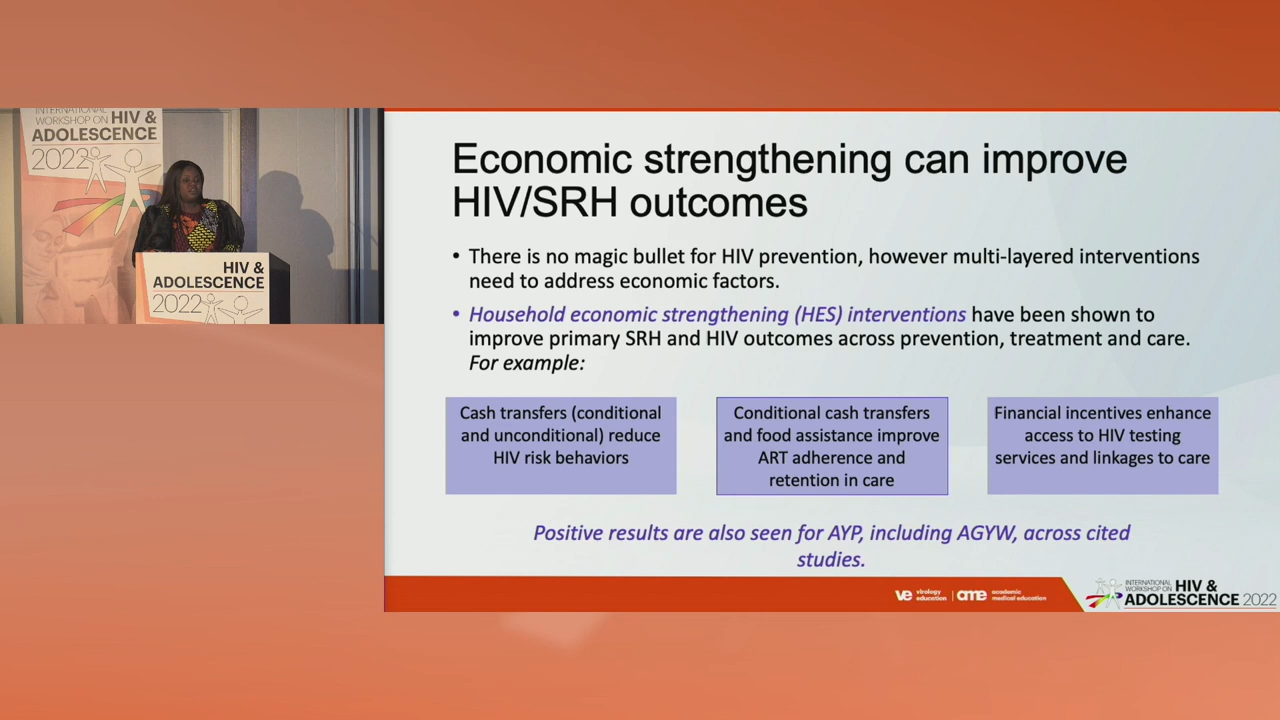 INTERNATIONAL
WORKSHOP ON HIV &
ADOLESCENCE
2022
HIV &
ADOLESCENCE
2022
Economic strengthening can improve
HIV/SRH outcomes
• There is no magic bullet for HIV prevention, however multi-layered interventions
need to address economic factors.
• Household economic strengthening (HES) interventions have been shown to
improve primary SRH and HIV outcomes across prevention, treatment and care.
For example:
Cash transfers (conditional
and unconditional) reduce
HIV risk behaviors
Conditional cash transfers
and food assistance improve
ART adherence and
retention in care
Financial incentives enhance
access to HIV testing
services and linkages to care
Positive results are also seen for AYP, including AGYW, across cited
studies.
ve virology education | ame academic medical education
INTERNATIONAL
WORKSHOP ON HIV &
ADOLESCENCE 2022